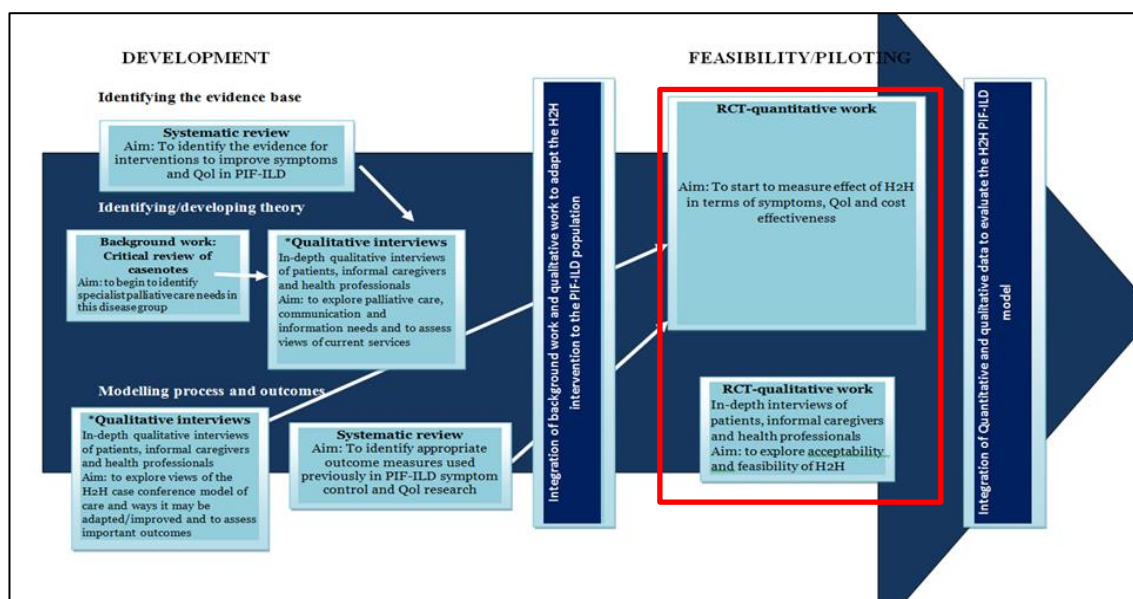 DEVELOPMENT
Identifying the evidence base
Systematic review
Aim: To identify the evidence for
interventions to improve symptoms
and Qol in PIF-ILD
Identifying/developing theory
Background work:
Critical review of
casenotes
Aim: to begin to identify
specialist palliative care needs in
this disease group
*Qualitative interviews
In-depth qualitative interviews
of patients, informal caregivers
and health professionals
Aim: to explore palliative care,
communication and
information needs and to assess
views of current services
Modelling process and outcomes
*Qualitative interviews
In-depth qualitative interviews
of patients, informal caregivers
and health professionals
Aim: to explore views of the
H2H case conference model of
care and ways it may be
adapted/improved and to assess
important outcomes
Systematic review
Aim: To identify appropriate
outcome measures used
previously in PIF-ILD symptom
control and Qol research
Integration of background work and qualitative work to adapt the H2H
intervention to the PIF-ILD population
FEASIBILITY/PILOTING
RCT-quantitative work
Aim: To start to measure effect of H2H
in terms of symptoms, Qol and cost
effectiveness
RCT-qualitative work
In-depth interviews of
patients, informal caregivers
and health professionals
Aim: to explore acceptability
and feasibility of H2H
Integration of Quantitative and qualitative data to evaluate the H2H PIF-ILD
model